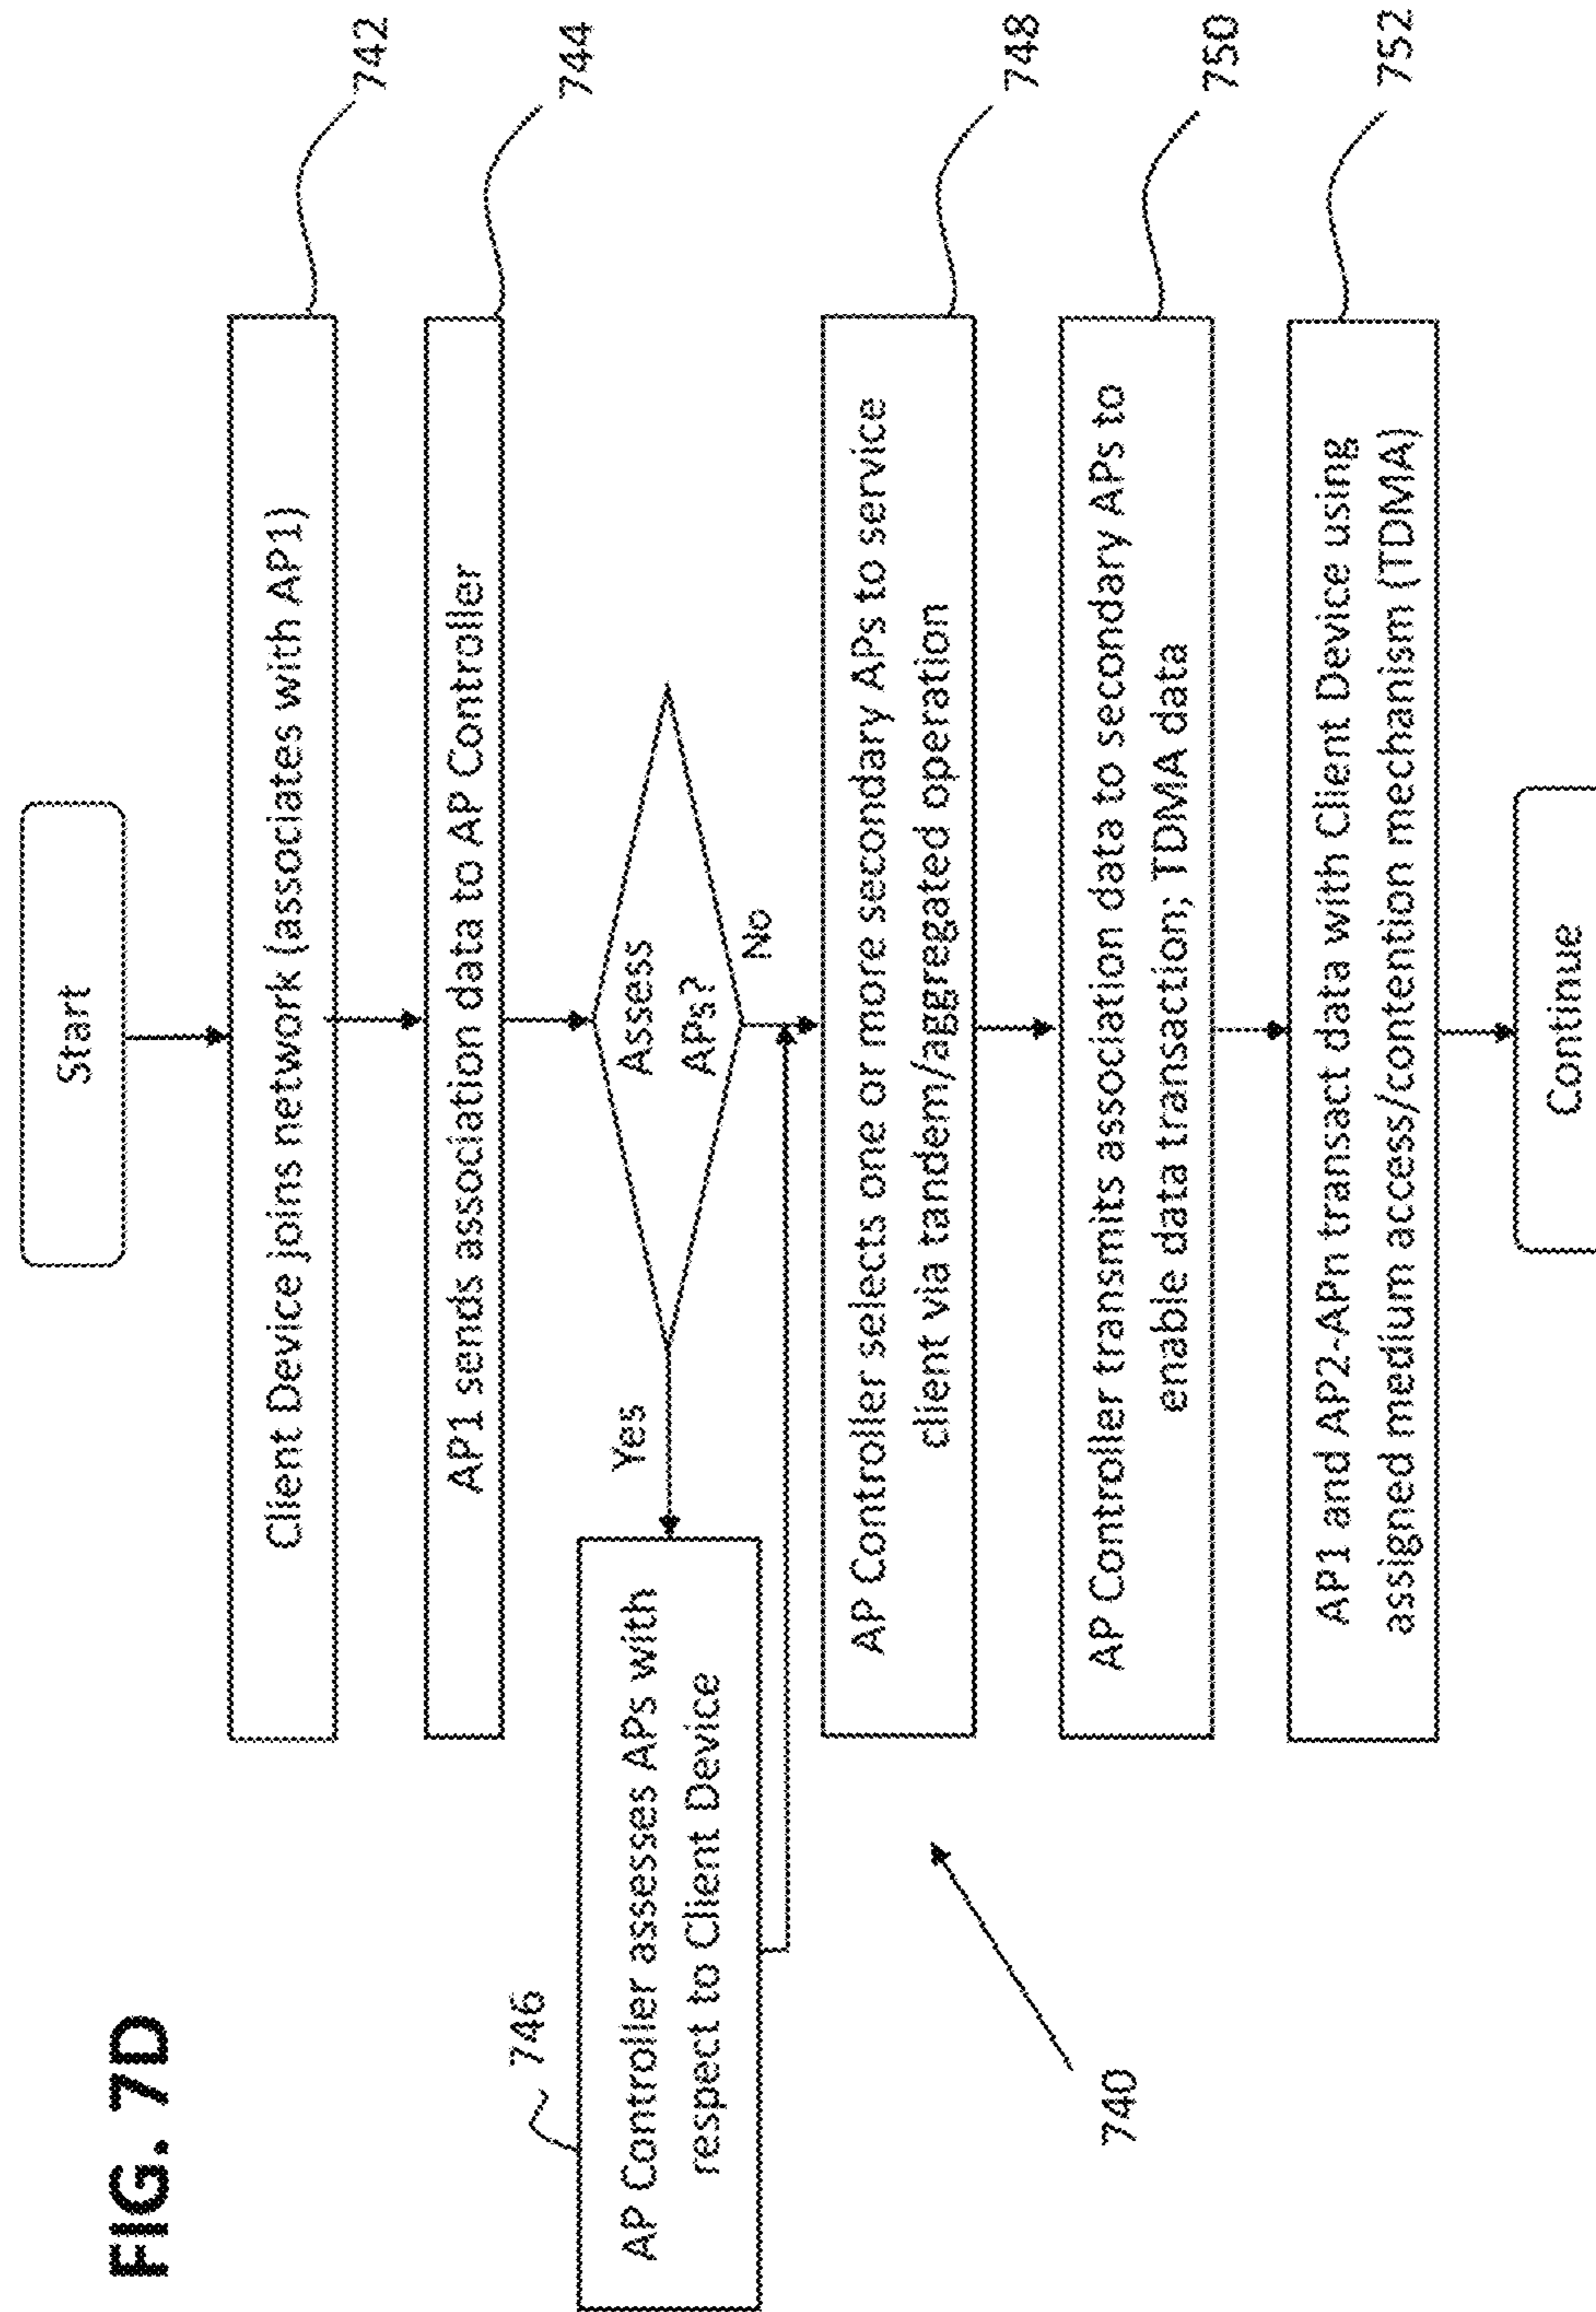 FIG. 7D
Start
Client Device joins network (associates with AP1)
742
AP1 sends association data to AP Controller
744
Assess
APs?
Yes
No
746
AP Controller assesses APs with
respect to Client Device
AP Controller selects one or more secondary APs to service
client via tandem/aggregated operation
748
AP Controller transmits association data to secondary APs to
enable data transaction; TDMA data
750
AP1 and AP2-APn transact data with Client Device using
assigned medium access/contention mechanism (TDMA)
752
740
Continue